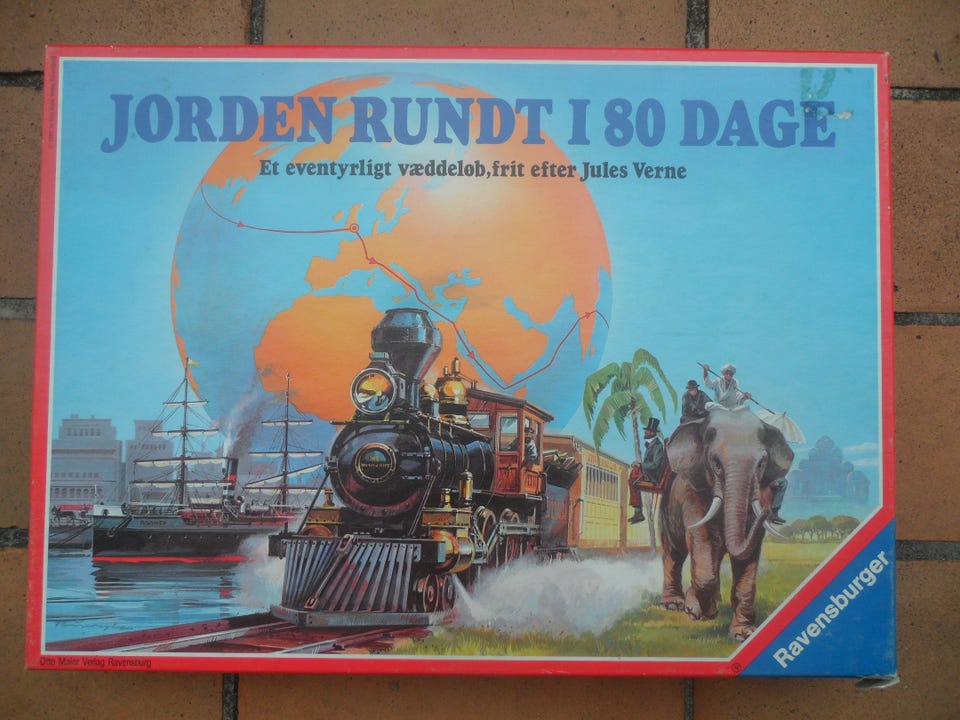 JORDEN RUNDT I 80 DAGE
Et eventyrligt væddeløb, frit efter Jules Verne
Ravensburger
Otto Maier Verlag Ravensburg